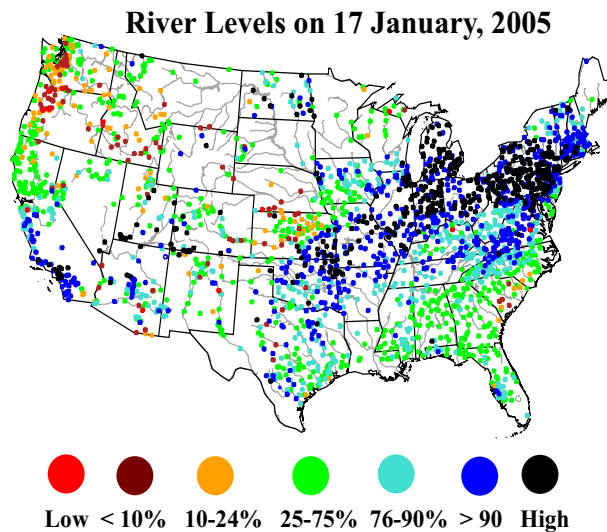 River Levels on 17 January, 2005
Low < 10% 10-24% 25-75% 76-90% > 90 High